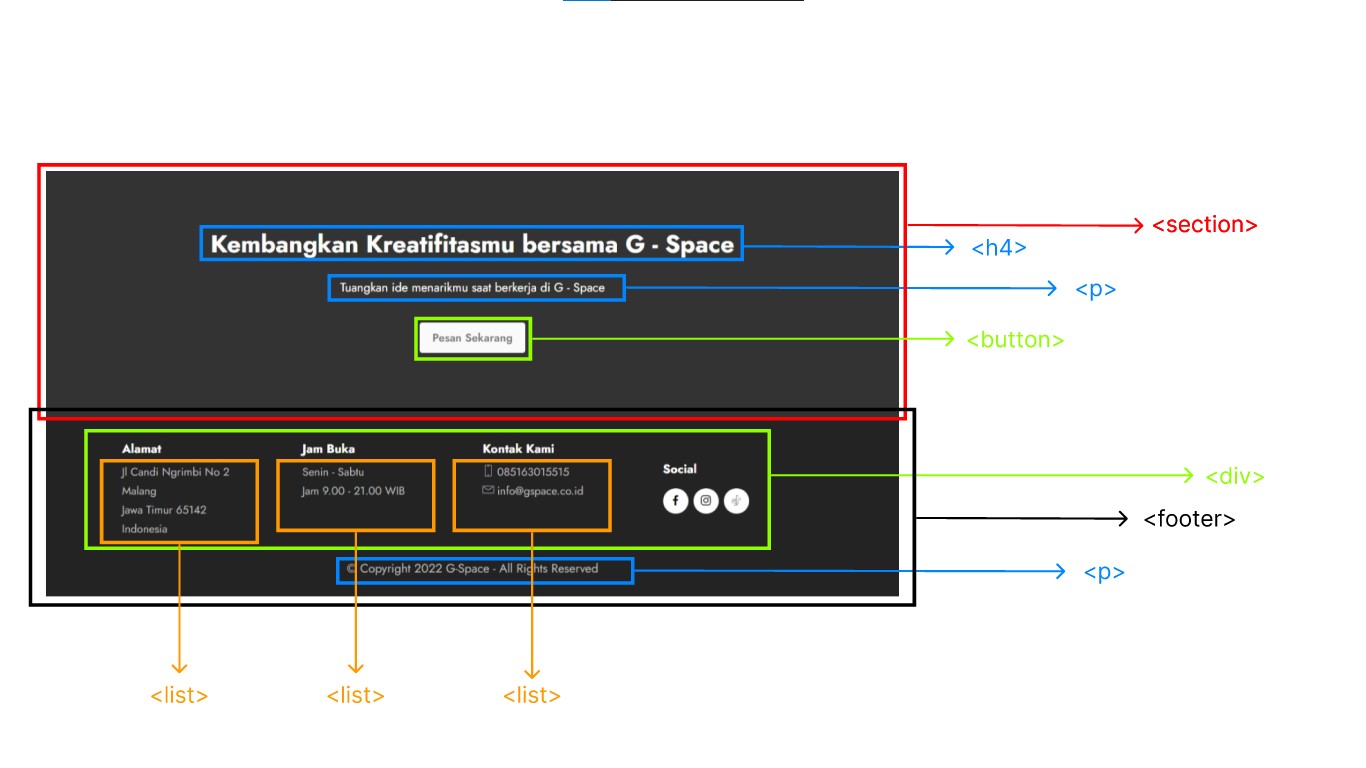 Kembangkan Kreatifitasmu bersama G - Space
Tuangkan ide menarikmu saat berkerja di G - Space
Pesan Sekarang
<section>
<h4>
<p>
<button>
Alamat
Jl Candi Ngrimbi No 2
Malang
Jawa Timur 65142
Indonesia
Jam Buka
Senin - Sabtu
Jam 9.00 - 21.00 WIB
Kontak Kami
085163015515
info@gspace.co.id
Social
© Copyright 2022 G-Space - All Rights Reserved
<div>
<footer>
<p>
<list>
<list>
<list>